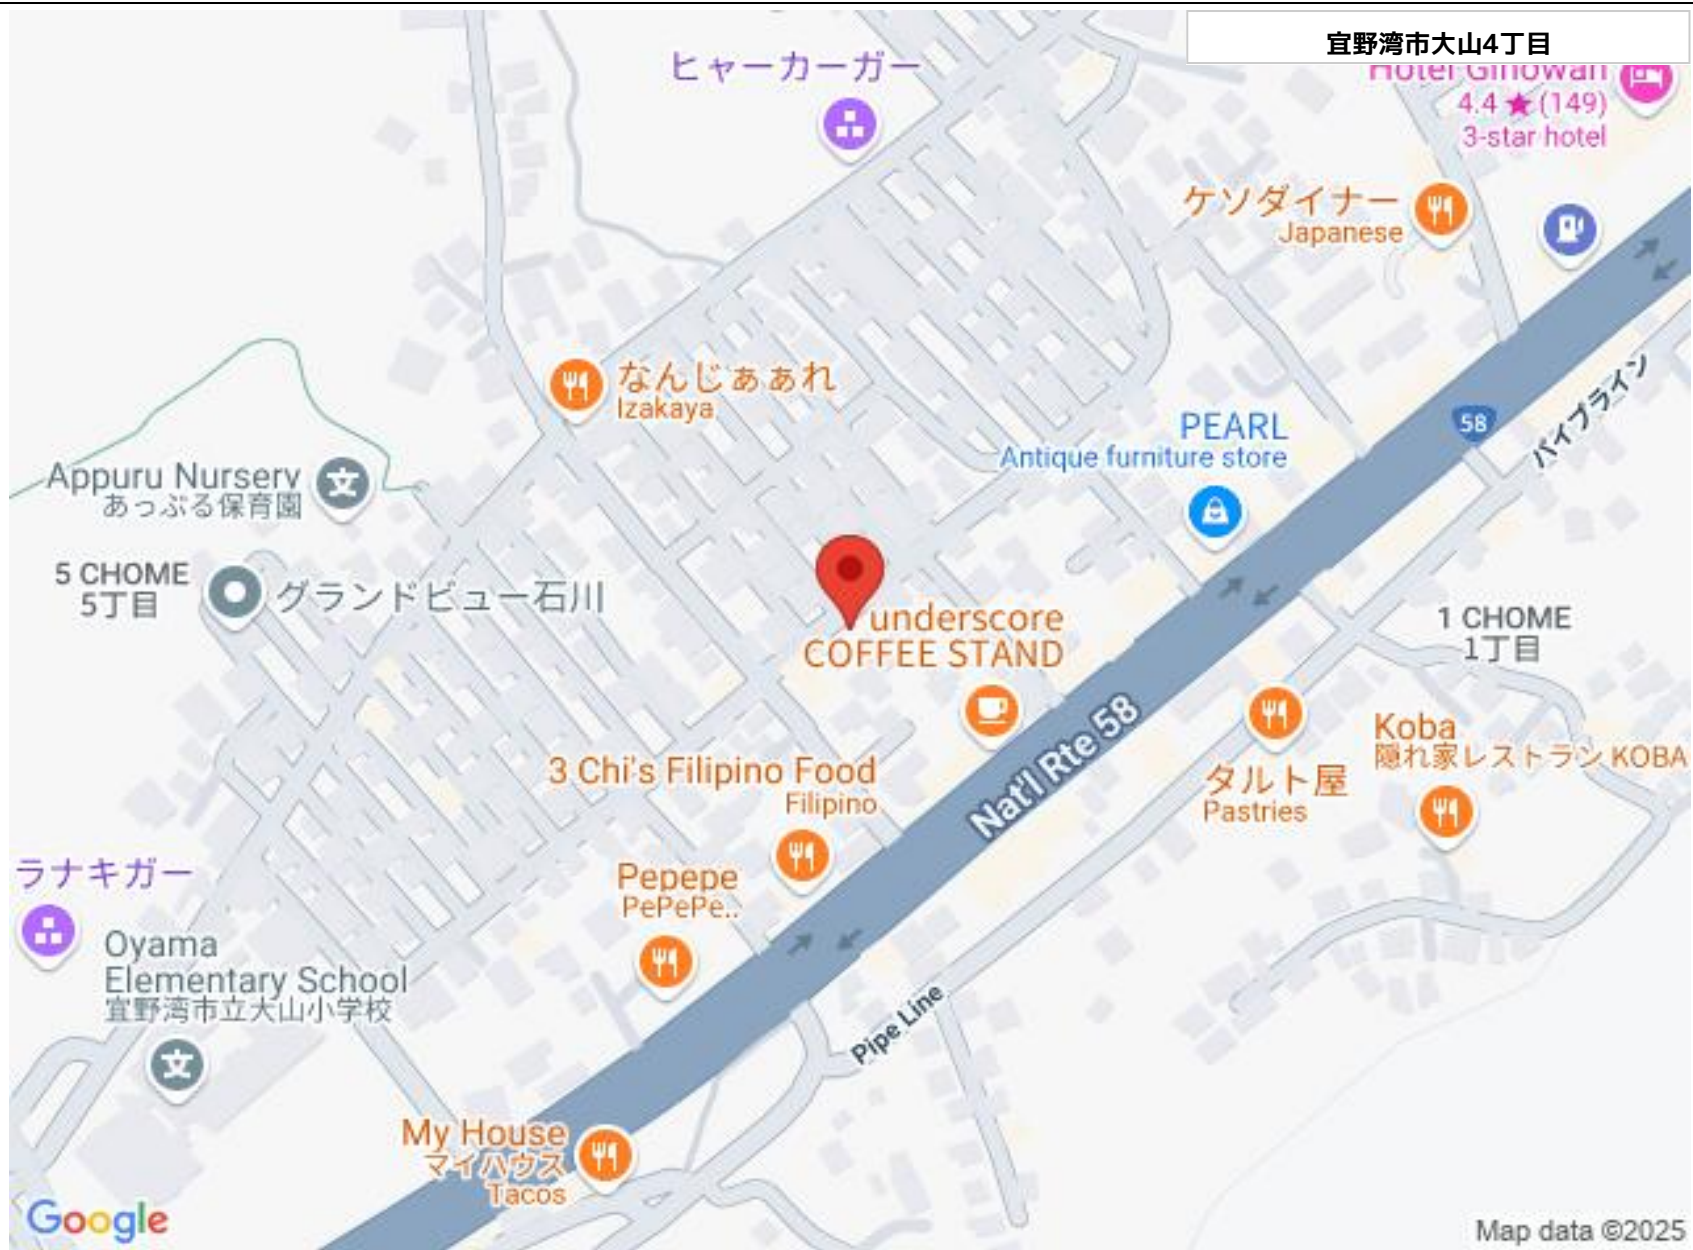 宜野湾市大山4丁目
ヒャーカーガー
Hotel Ginowan
4.4 ★ (149)
3-star hotel
ケソダイナー
Japanese
なんじぁぁれ
Izakaya
58
パイプライン
PEARL
Antique furniture store
Appuru Nursery
あっぷる保育園
文
5 CHOME
5丁目
グランドビュー石川
underscore
COFFEE STAND
1 CHOME
1丁目
Nat'l Rte 58
Koba
隠れ家レストラン KOBA
タルト屋
Pastries
3 Chi's Filipino Food
Filipino
Pepepe
PePePe..
ラナキガー
Oyama
Elementary School
宜野湾市立大山小学校
文
Pipe Line
My House
マイハウス
Tacos
Google
Map data ©2025